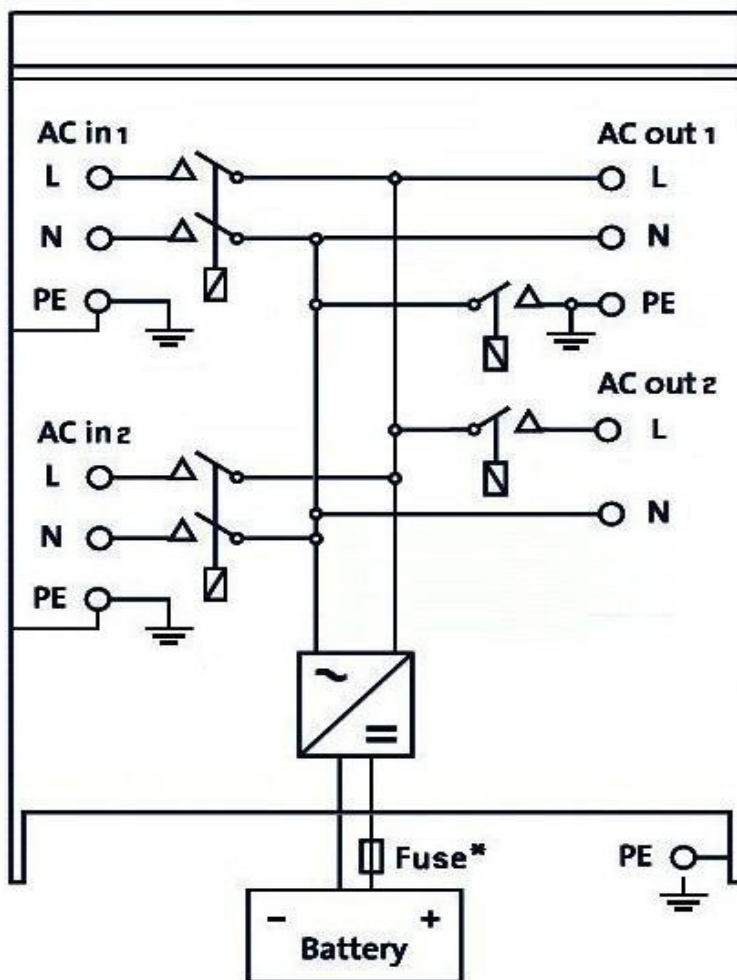 AC in 1
AC out 1
L
L
N
N
PE
PE
AC out 2
AC in 2
L
L
N
N
PE
~
=
Fuse*
PE
- +
Battery